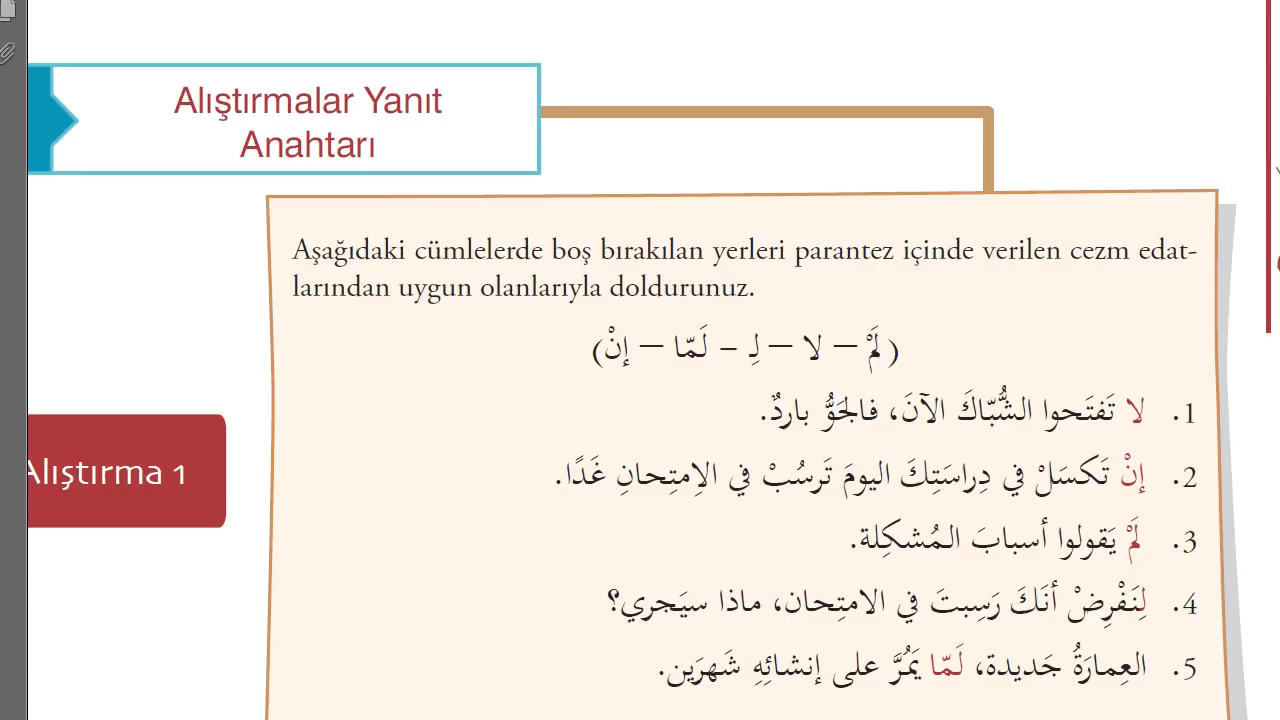 Alıştırmalar Yanıt
Anahtarı
Aşağıdaki cümlelerde boş bırakılan yerleri parantez içinde verilen cezm edat-
larından uygun olanlarıyla doldurunuz.
(لَمْ – لا – لِـ – لَمّا – إنْ)
Alıştırma 1
1. لا تَفتَحوا الشُّبّاكَ الآنَ، فالجَوُّ باردٌ.
2. إنْ تَكسَلْ في دِراسَتِكَ اليومَ تَرسُبْ في الاِمتِحانِ غَدًا.
3. لَمْ يَقولوا أسبابَ المُشكِلة.
4. لِنَفْرِضْ أنَكَ رَسِبتَ في الامتِحان، ماذا سيَجري؟
5. العِمارَةُ جَديدة، لَمّا يَمُرَّ على إنشائِهِ شَهرَين.